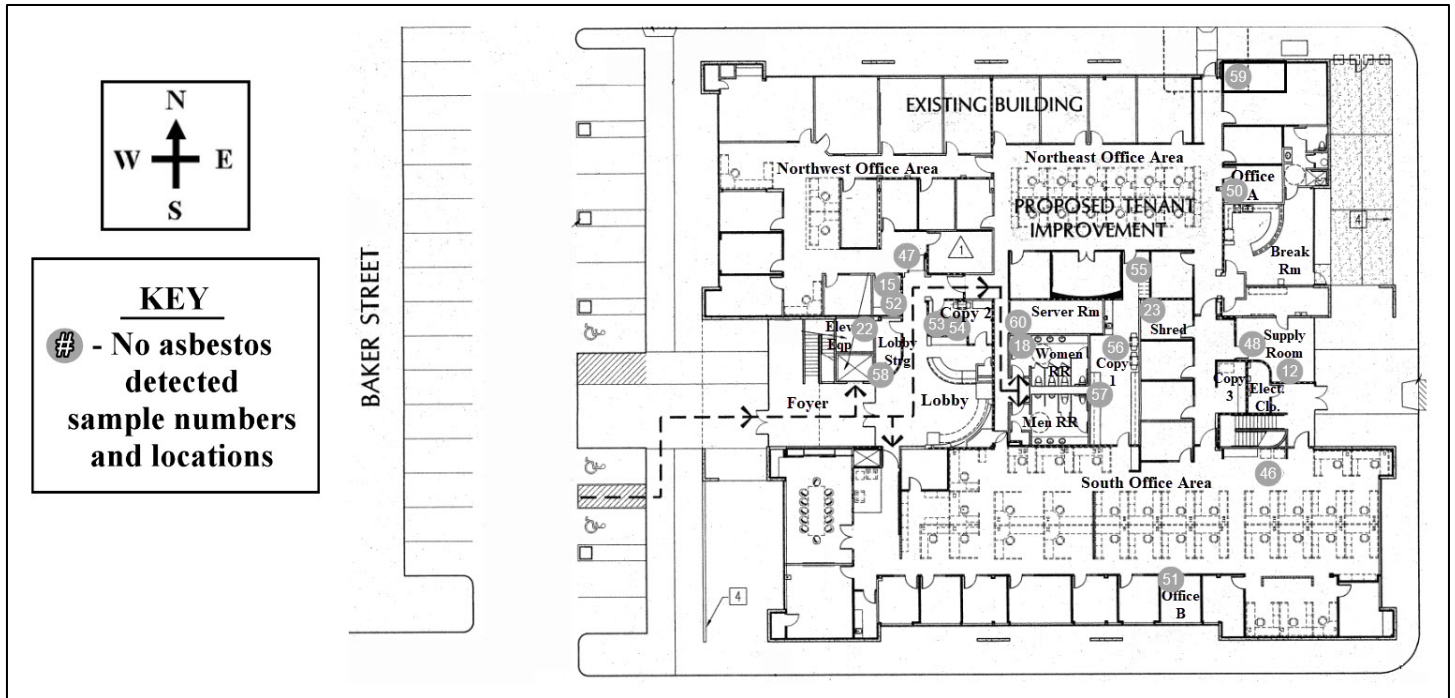 N
W E
S
KEY
# - No asbestos
detected
sample numbers
and locations
BAKER STREET
EXISTING BUILDING
59
Northwest Office Area
Northeast Office Area
Office
A
50
PROPOSED TENANT
IMPROVEMENT
4
47
1
Break
Rm
55
15
52
Copy 2
Server Rm
23
Shred
22
Elev
Eqp
53
54
60
Lobby
Strg
18
Women
RR
56
Copy
1
48
Supply
Room
12
58
Copy
3
Elect.
Clo.
57
Foyer
Lobby
Men RR
South Office Area
46
51
Office
B
4